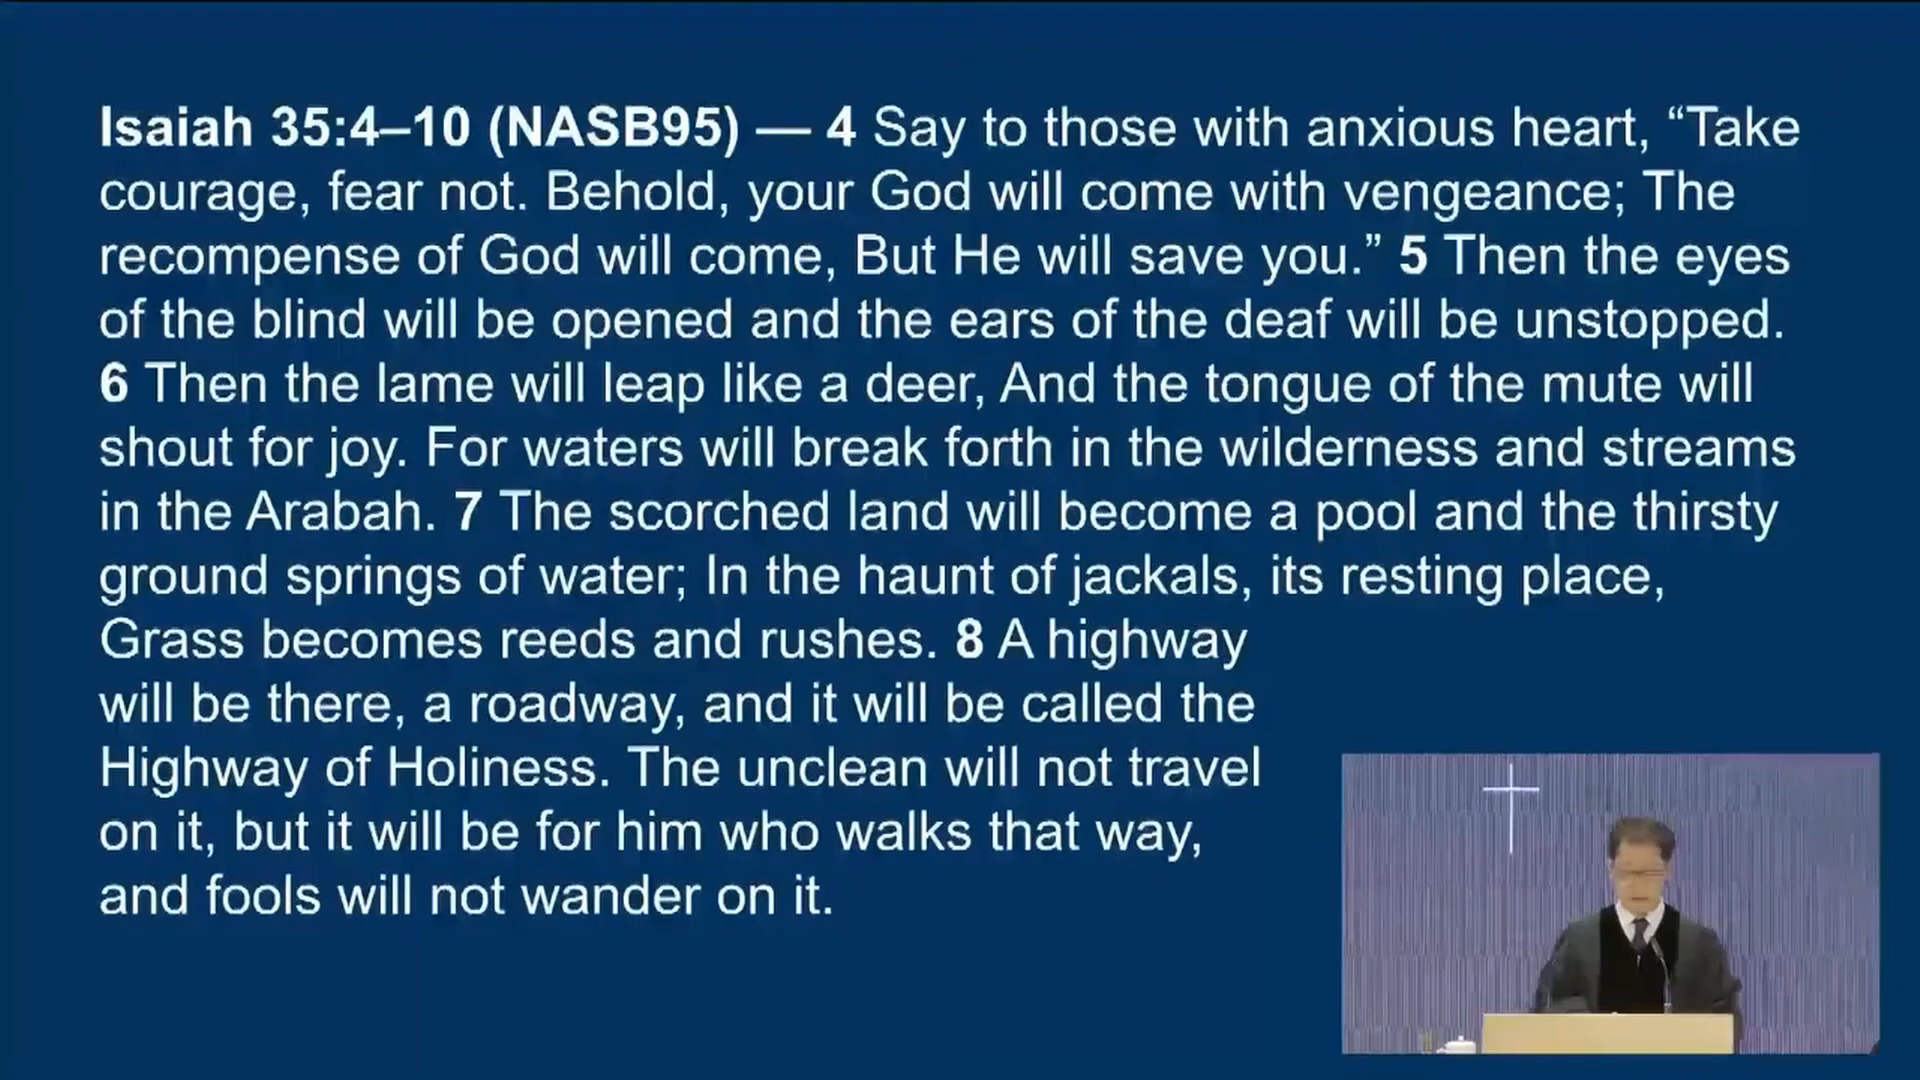 Isaiah 35:4–10 (NASB95) — 4 Say to those with anxious heart, “Take
courage, fear not. Behold, your God will come with vengeance; The
recompense of God will come, But He will save you.” 5 Then the eyes
of the blind will be opened and the ears of the deaf will be unstopped.
6 Then the lame will leap like a deer, And the tongue of the mute will
shout for joy. For waters will break forth in the wilderness and streams
in the Arabah. 7 The scorched land will become a pool and the thirsty
ground springs of water; In the haunt of jackals, its resting place,
Grass becomes reeds and rushes. 8 A highway
will be there, a roadway, and it will be called the
Highway of Holiness. The unclean will not travel
on it, but it will be for him who walks that way,
and fools will not wander on it.